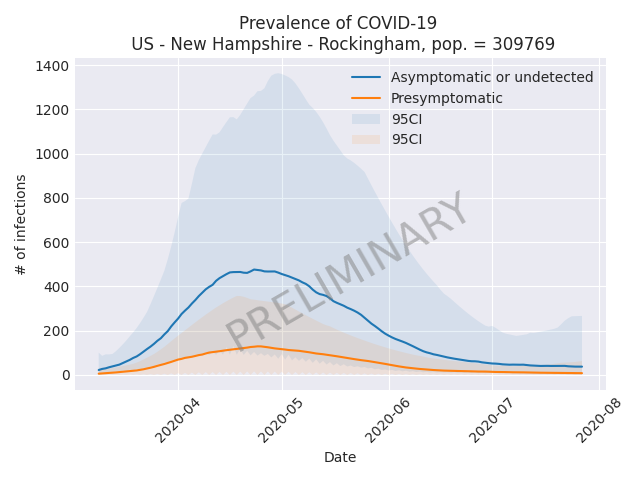 Prevalence of COVID-19
US - New Hampshire - Rockingham, pop. = 309769
Asymptomatic or undetected
Presymptomatic
95CI
95CI
PRELIMINARY
# of infections
1400
1200
1000
800
600
400
200
0
2020-04
2020-05
2020-06
2020-07
2020-08
Date